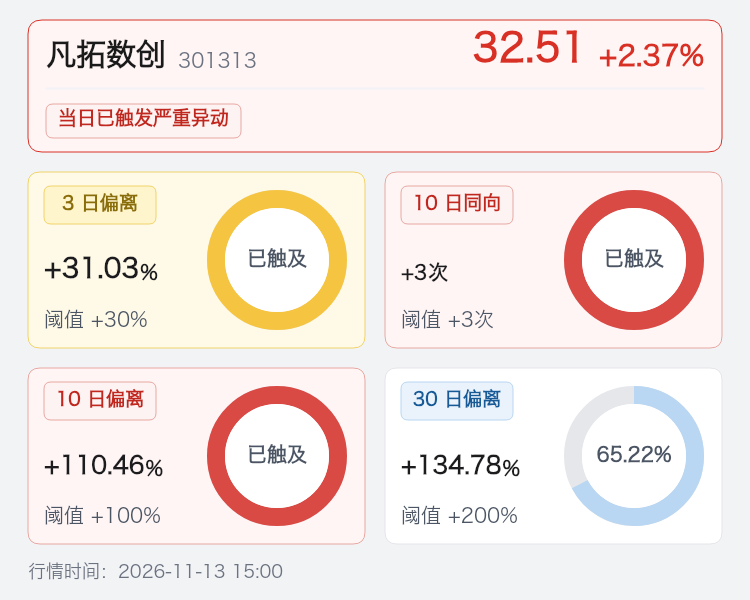 凡拓数创 301313 32.51 +2.37%
当日已触发严重异动
3 日偏离
+31.03%
阈值 +30%
已触及
10 日同向
+3次
阈值 +3次
已触及
10 日偏离
+110.46%
阈值 +100%
已触及
30 日偏离
+134.78%
阈值 +200%
65.22%
行情时间：2026-11-13 15:00